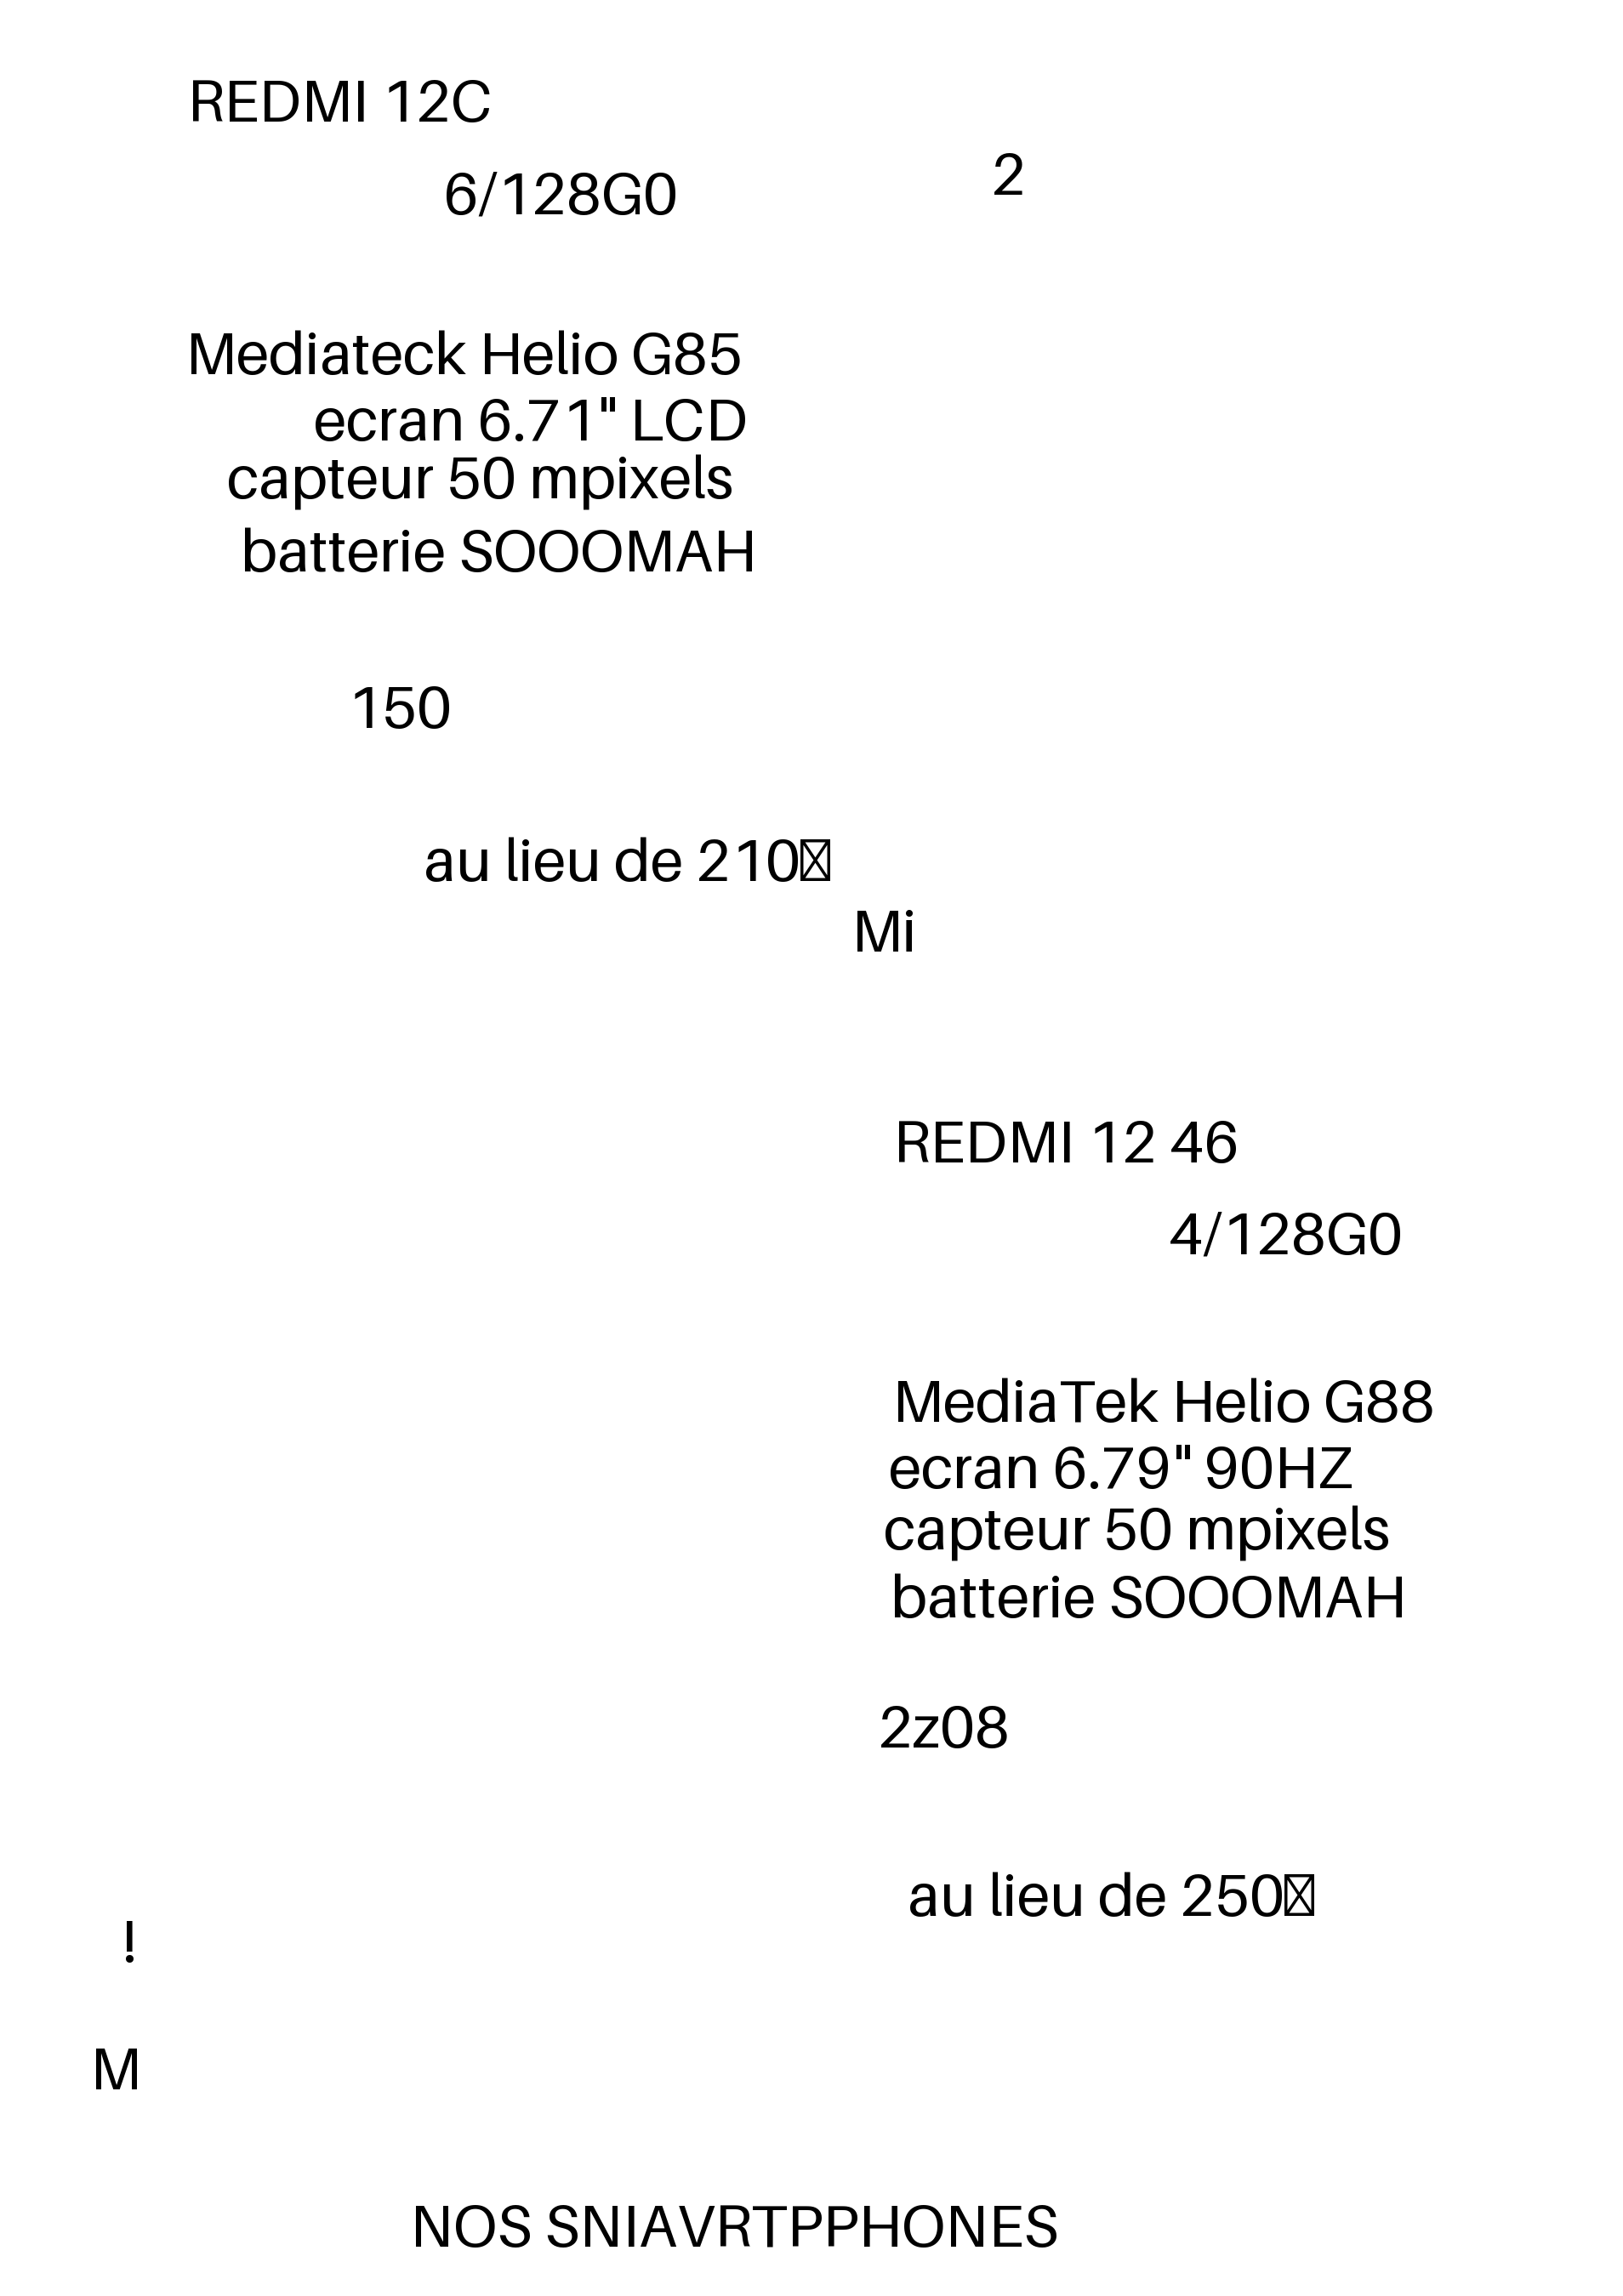 REDMI 12C
2
6/128G0
Mediateck Helio G85
ecran 6.71" LCD
capteur 50 mpixels
batterie SOOOMAH
150
au lieu de 210
Mi
REDMI 12 46
4/128G0
MediaTek Helio G88
ecran 6.79" 90HZ
capteur 50 mpixels
batterie SOOOMAH
2z08
au lieu de 250
!
M
NOS SNIAVRTPPHONES